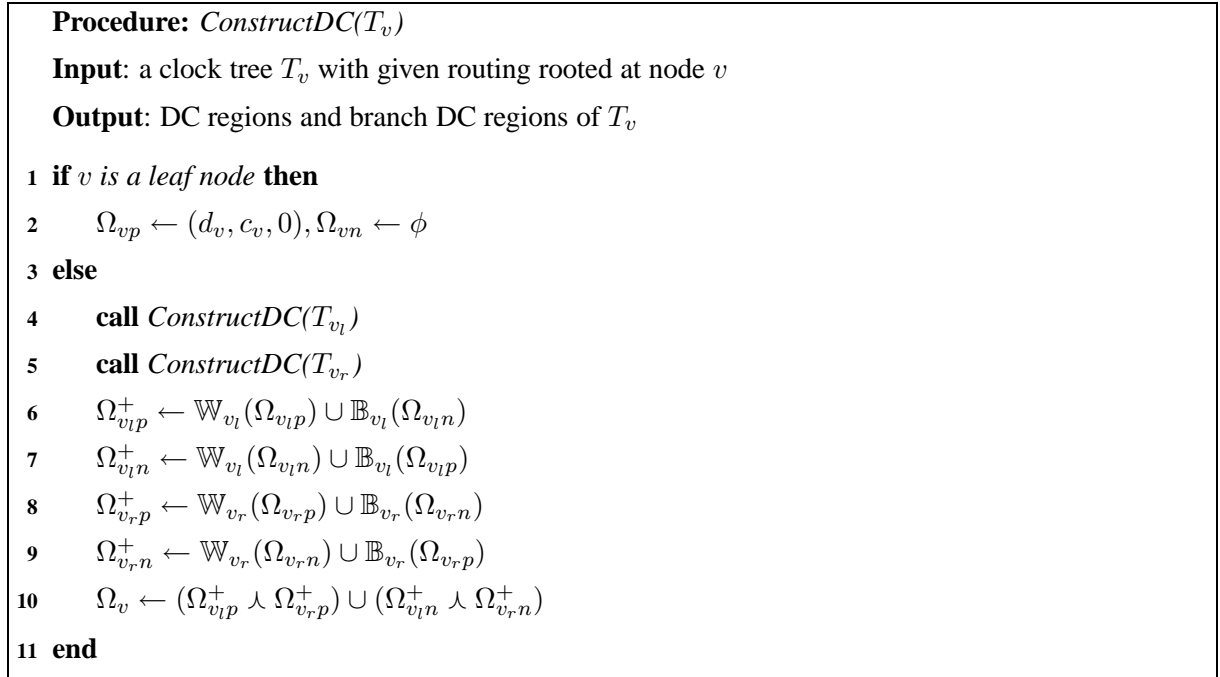 Procedure: ConstructDC(T_v)
Input: a clock tree T_v with given routing rooted at node v
Output: DC regions and branch DC regions of T_v
1 if v is a leaf node then
2 Ω_{vp} ← (d_v, c_v, 0), Ω_{vn} ← ϕ
3 else
4 call ConstructDC(T_{v_l})
5 call ConstructDC(T_{v_r})
6 Ω^+_{v_l p} ← 𝕎_{v_l}(Ω_{v_l p}) ∪ 𝔹_{v_l}(Ω_{v_l n})
7 Ω^+_{v_l n} ← 𝕎_{v_l}(Ω_{v_l n}) ∪ 𝔹_{v_l}(Ω_{v_l p})
8 Ω^+_{v_r p} ← 𝕎_{v_r}(Ω_{v_r p}) ∪ 𝔹_{v_r}(Ω_{v_r n})
9 Ω^+_{v_r n} ← 𝕎_{v_r}(Ω_{v_r n}) ∪ 𝔹_{v_r}(Ω_{v_r p})
10 Ω_v ← (Ω^+_{v_l p} ⋏ Ω^+_{v_r p}) ∪ (Ω^+_{v_l n} ⋏ Ω^+_{v_r n})
11 end